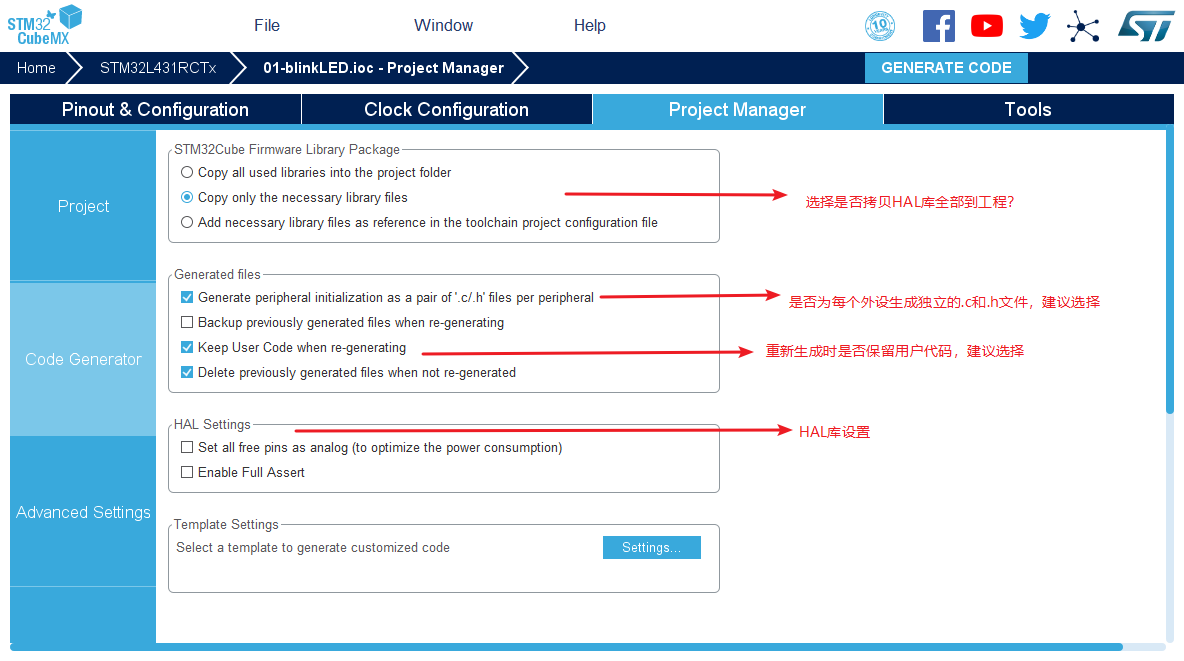 STM32
CubeMX
File
Window
Help
10
ST
Home
STM32L431RCTx
01-blinkLED.ioc - Project Manager
GENERATE CODE
Pinout & Configuration
Clock Configuration
Project Manager
Tools
Project
Code Generator
Advanced Settings
STM32Cube Firmware Library Package
Copy all used libraries into the project folder
Copy only the necessary library files
选择是否拷贝HAL库全部到工程?
Add necessary library files as reference in the toolchain project configuration file
Generated files
Generate peripheral initialization as a pair of '.c/.h' files per peripheral
是否为每个外设生成独立的.c和.h文件，建议选择
Backup previously generated files when re-generating
Keep User Code when re-generating
重新生成时是否保留用户代码，建议选择
Delete previously generated files when not re-generated
HAL Settings
HAL库设置
Set all free pins as analog (to optimize the power consumption)
Enable Full Assert
Template Settings
Select a template to generate customized code
Settings...